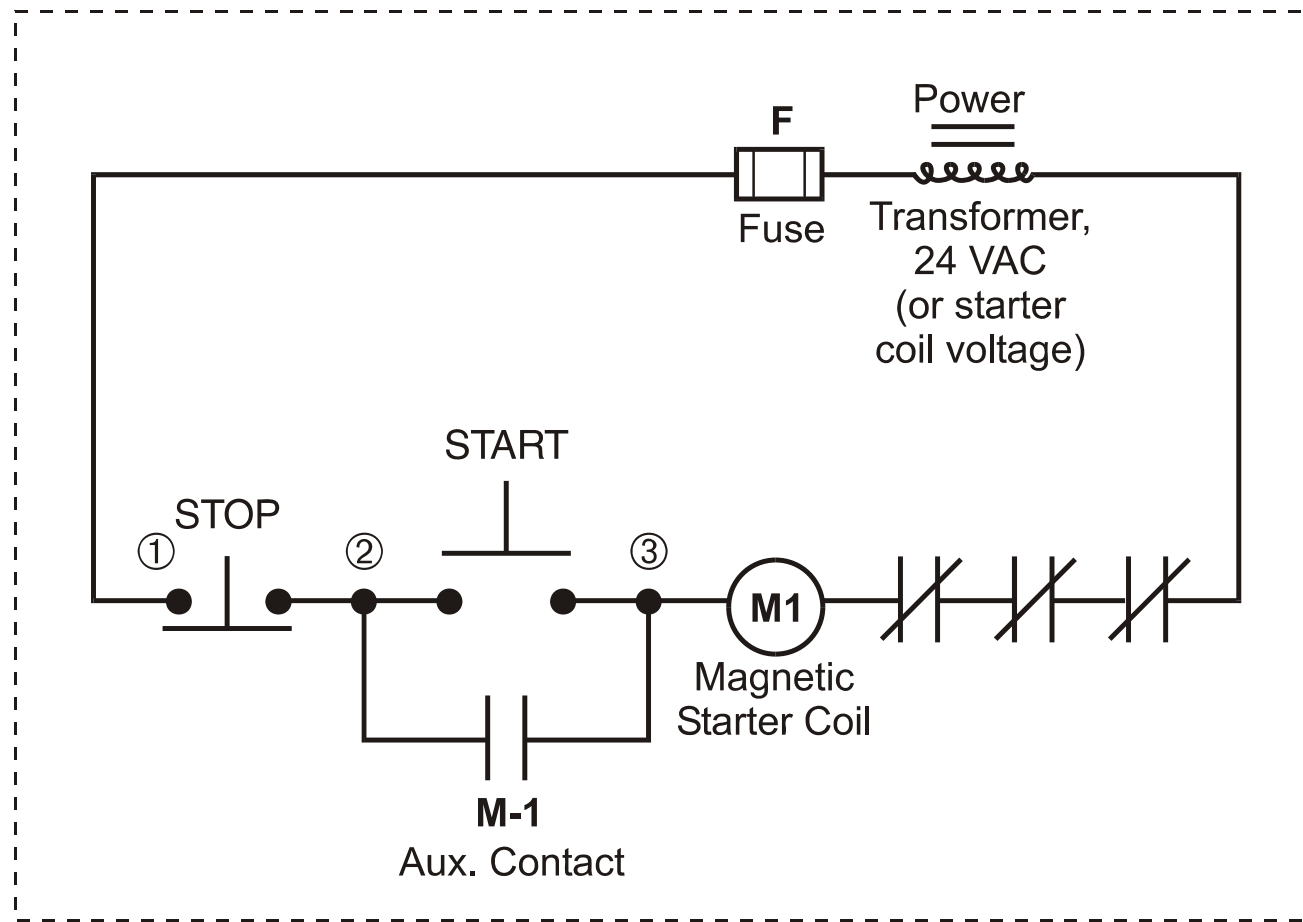 Power
F
Fuse
Transformer,
24 VAC
(or starter
coil voltage)
START
STOP
① ② ③
M1
Magnetic
Starter Coil
M-1
Aux. Contact